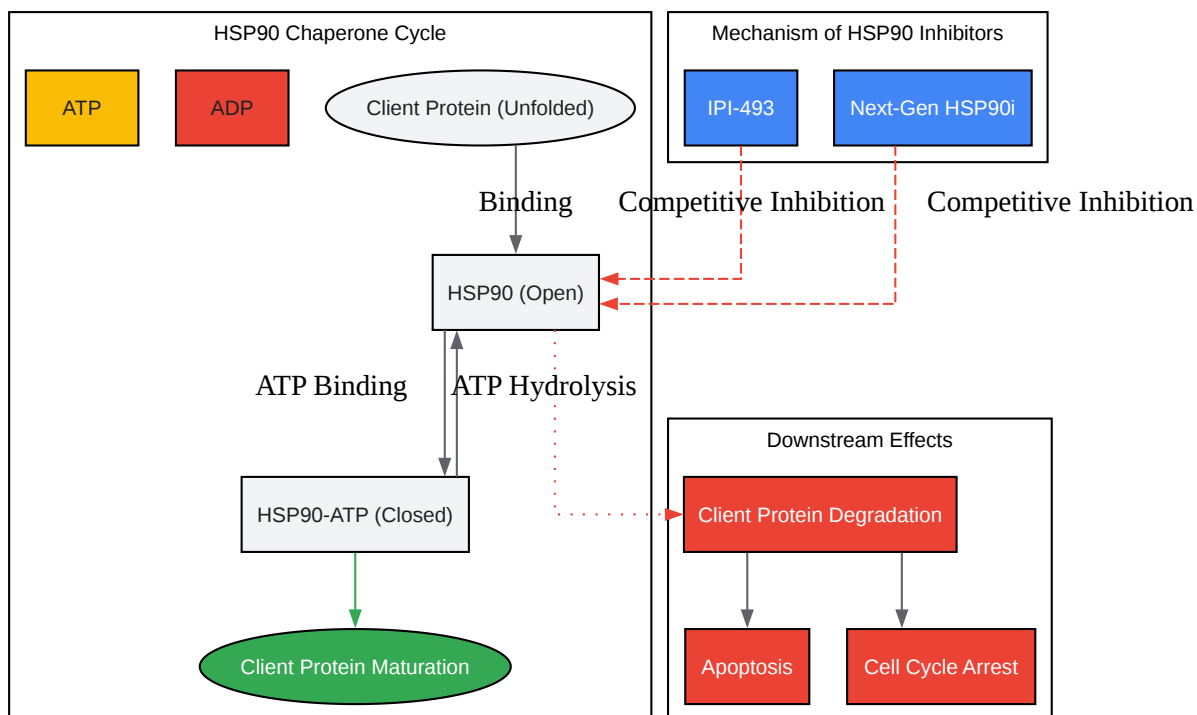 HSP90 Chaperone Cycle
Mechanism of HSP90 Inhibitors
ATP
ADP
Client Protein (Unfolded)
IPI-493
Next-Gen HSP90i
Binding
Competitive Inhibition
Competitive Inhibition
HSP90 (Open)
ATP Binding
ATP Hydrolysis
Downstream Effects
HSP90-ATP (Closed)
Client Protein Degradation
Client Protein Maturation
Apoptosis
Cell Cycle Arrest